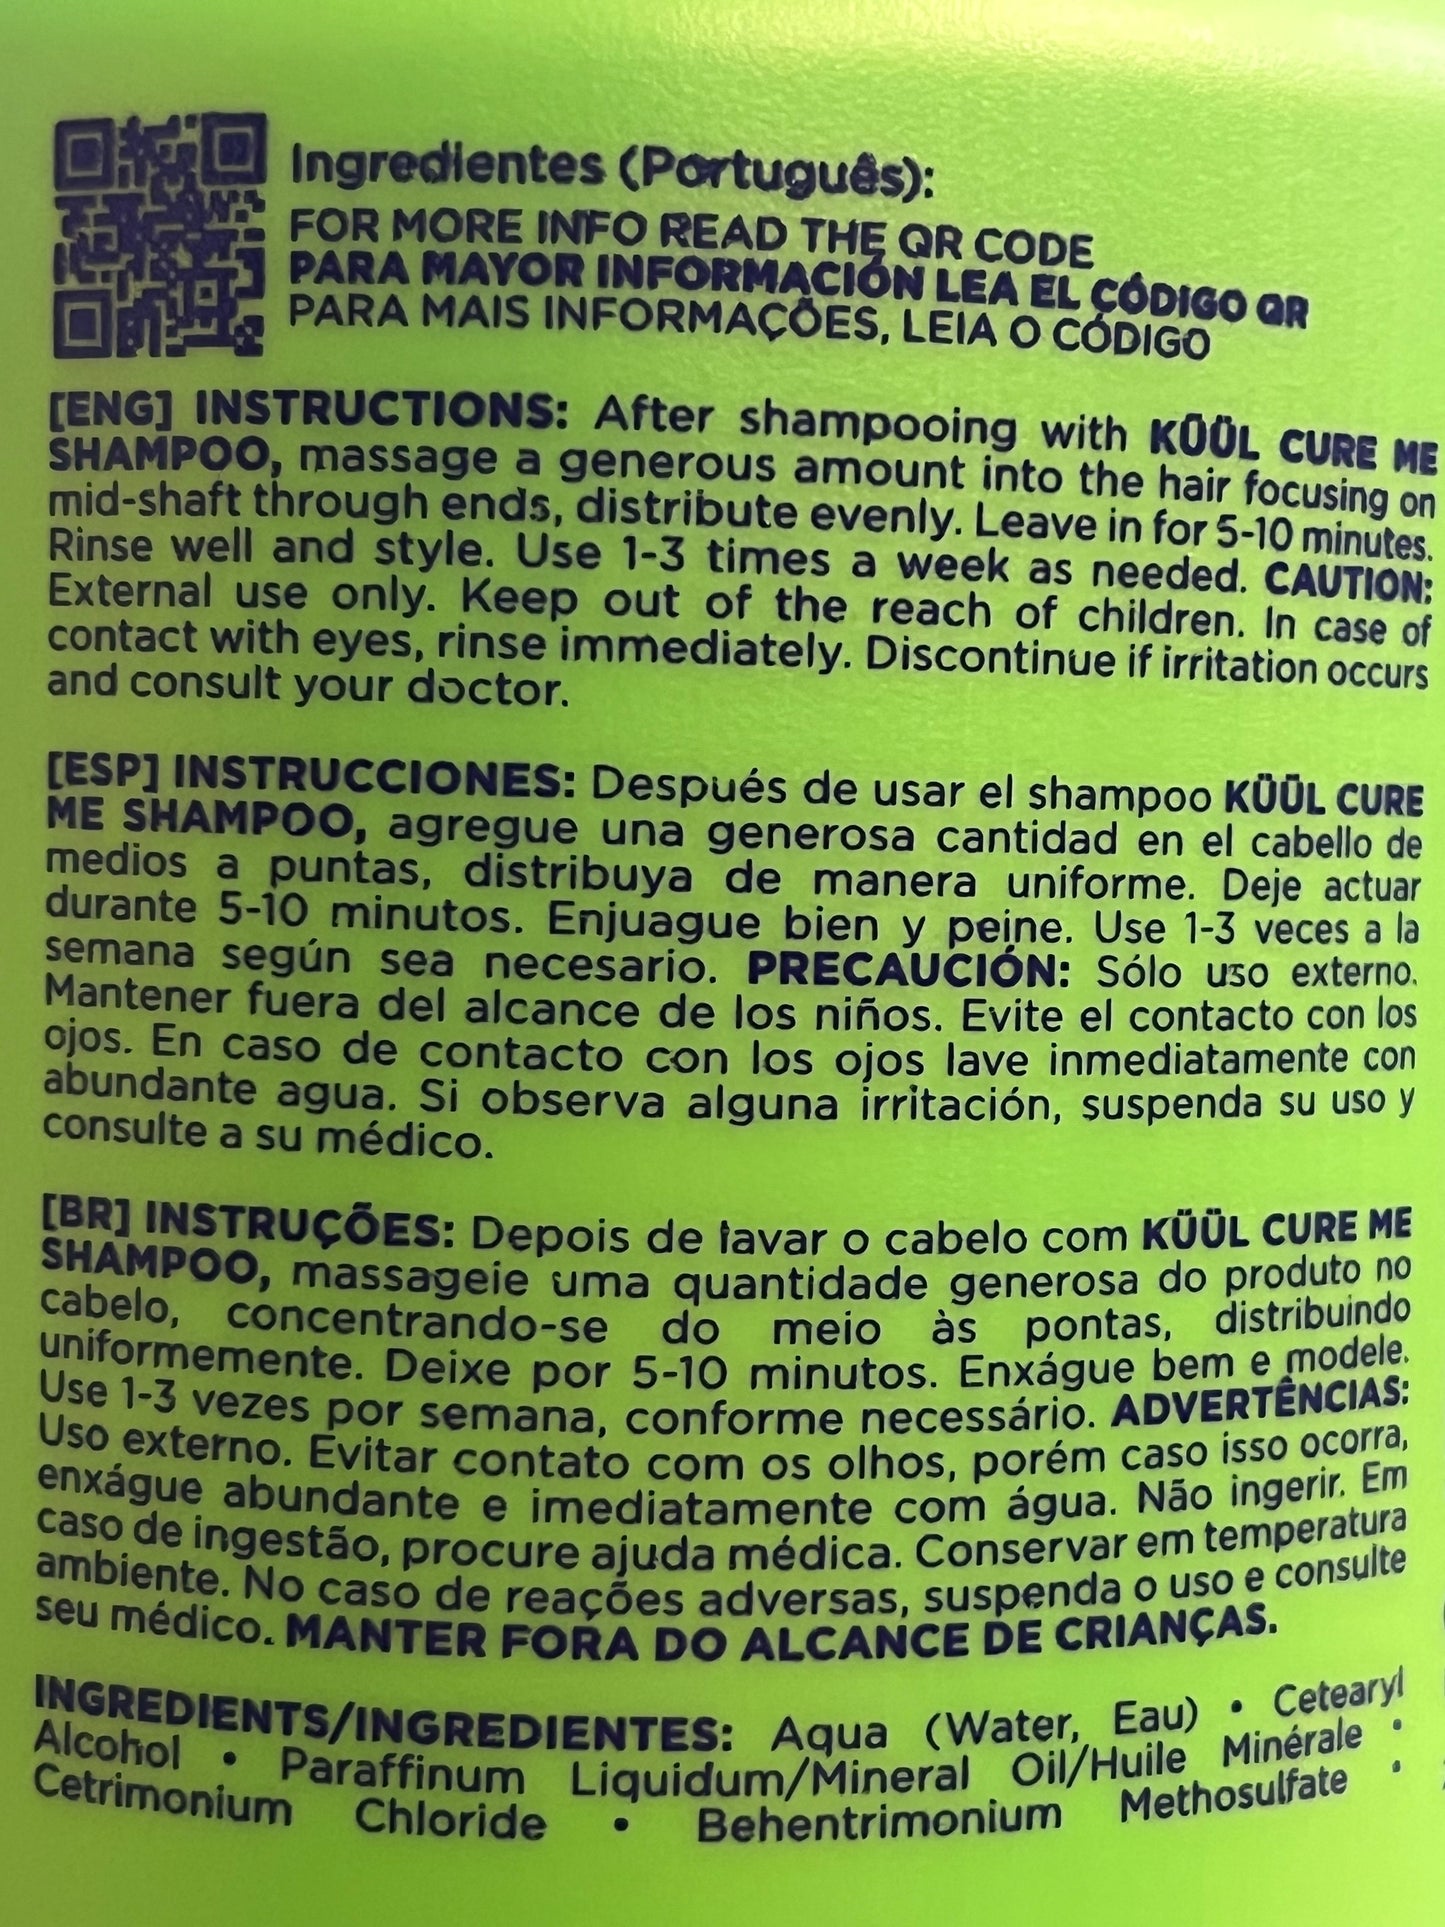 Ingredientes (Português):
FOR MORE INFO READ THE QR CODE
PARA MAYOR INFORMACIÓN LEA EL CÓDIGO QR
PARA MAIS INFORMAÇÕES, LEIA O CÓDIGO
[ENG] INSTRUCTIONS: After shampooing with KÜÜL CURE ME
SHAMPOO, massage a generous amount into the hair focusing on
mid-shaft through ends, distribute evenly. Leave in for 5-10 minutes.
Rinse well and style. Use 1-3 times a week as needed. CAUTION:
External use only. Keep out of the reach of children. In case of
contact with eyes, rinse immediately. Discontinue if irritation occurs
and consult your doctor.
[ESP] INSTRUCCIONES: Después de usar el shampoo KÜÜL CURE
ME SHAMPOO, agregue una generosa cantidad en el cabello de
medios a puntas, distribuya de manera uniforme. Deje actuar
durante 5-10 minutos. Enjuague bien y peine. Use 1-3 veces a la
semana según sea necesario. PRECAUCIÓN: Sólo uso externo.
Mantener fuera del alcance de los niños. Evite el contacto con los
ojos. En caso de contacto con los ojos lave inmediatamente con
abundante agua. Si observa alguna irritación, suspenda su uso y
consulte a su médico.
[BR] INSTRUÇÕES: Depois de lavar o cabelo com KÜÜL CURE ME
SHAMPOO, massageie uma quantidade generosa do produto no
cabelo, concentrando-se do meio às pontas, distribuindo
uniformemente. Deixe por 5-10 minutos. Enxágue bem e modele.
Use 1-3 vezes por semana, conforme necessário. ADVERTÊNCIAS:
Uso externo. Evitar contato com os olhos, porém caso isso ocorra,
enxágue abundante e imediatamente com água. Não ingerir. Em
caso de ingestão, procure ajuda médica. Conservar em temperatura
ambiente. No caso de reações adversas, suspenda o uso e consulte
seu médico. MANTER FORA DO ALCANCE DE CRIANÇAS.
INGREDIENTS/INGREDIENTES: Aqua (Water, Eau) • Cetearyl
Alcohol • Paraffinum Liquidum/Mineral Oil/Huile Minérale •
Cetrimonium Chloride • Behentrimonium Methosulfate •